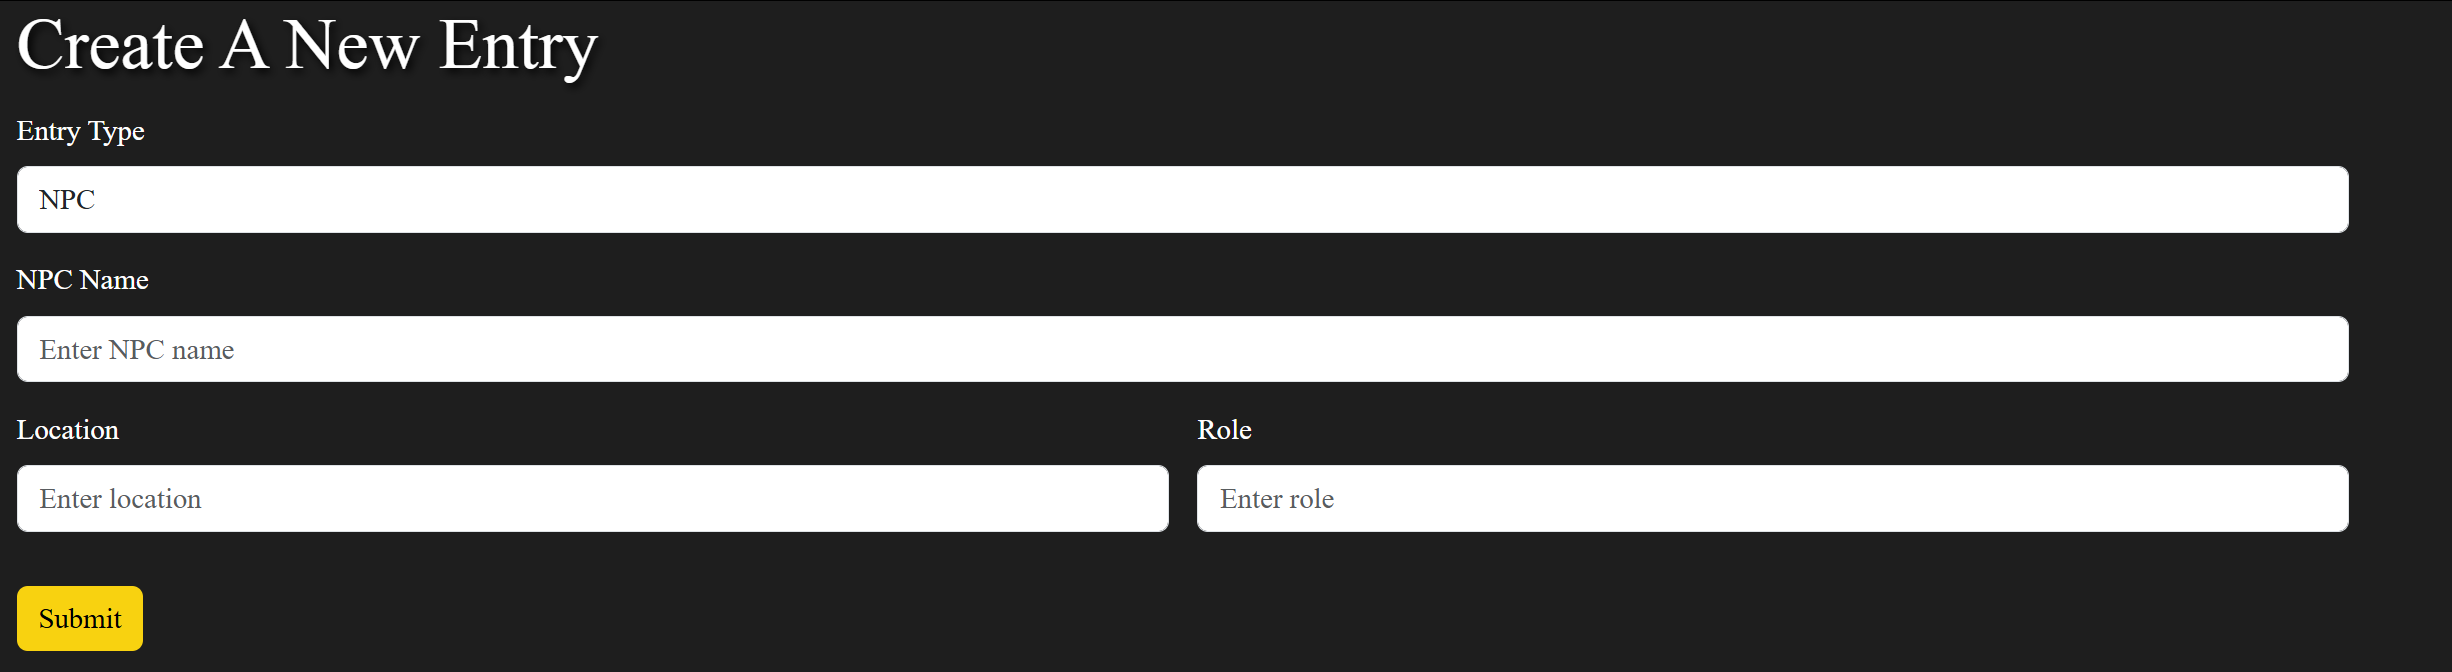 Create A New Entry
Entry Type
NPC
NPC Name
Enter NPC name
Location
Role
Enter location
Enter role
Submit